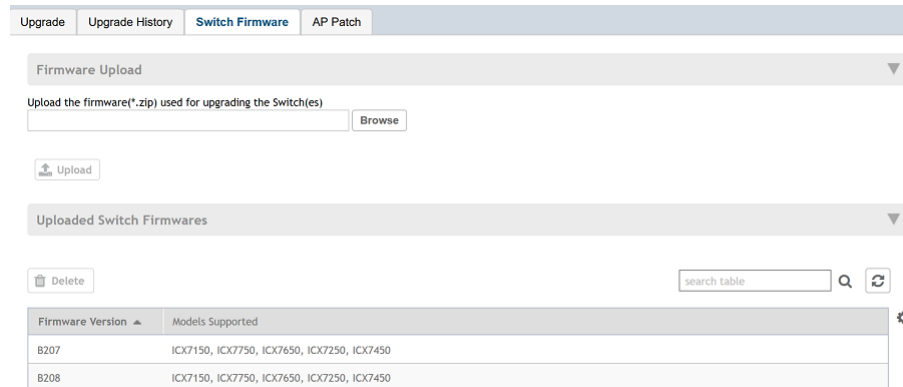 Upgrade Upgrade History Switch Firmware AP Patch
Firmware Upload
Upload the firmware(*.zip) used for upgrading the Switch(es)
Browse
Upload
Uploaded Switch Firmwares
Delete search table
Firmware Version Models Supported
B207 ICX7150, ICX7750, ICX7650, ICX7250, ICX7450
B208 ICX7150, ICX7750, ICX7650, ICX7250, ICX7450